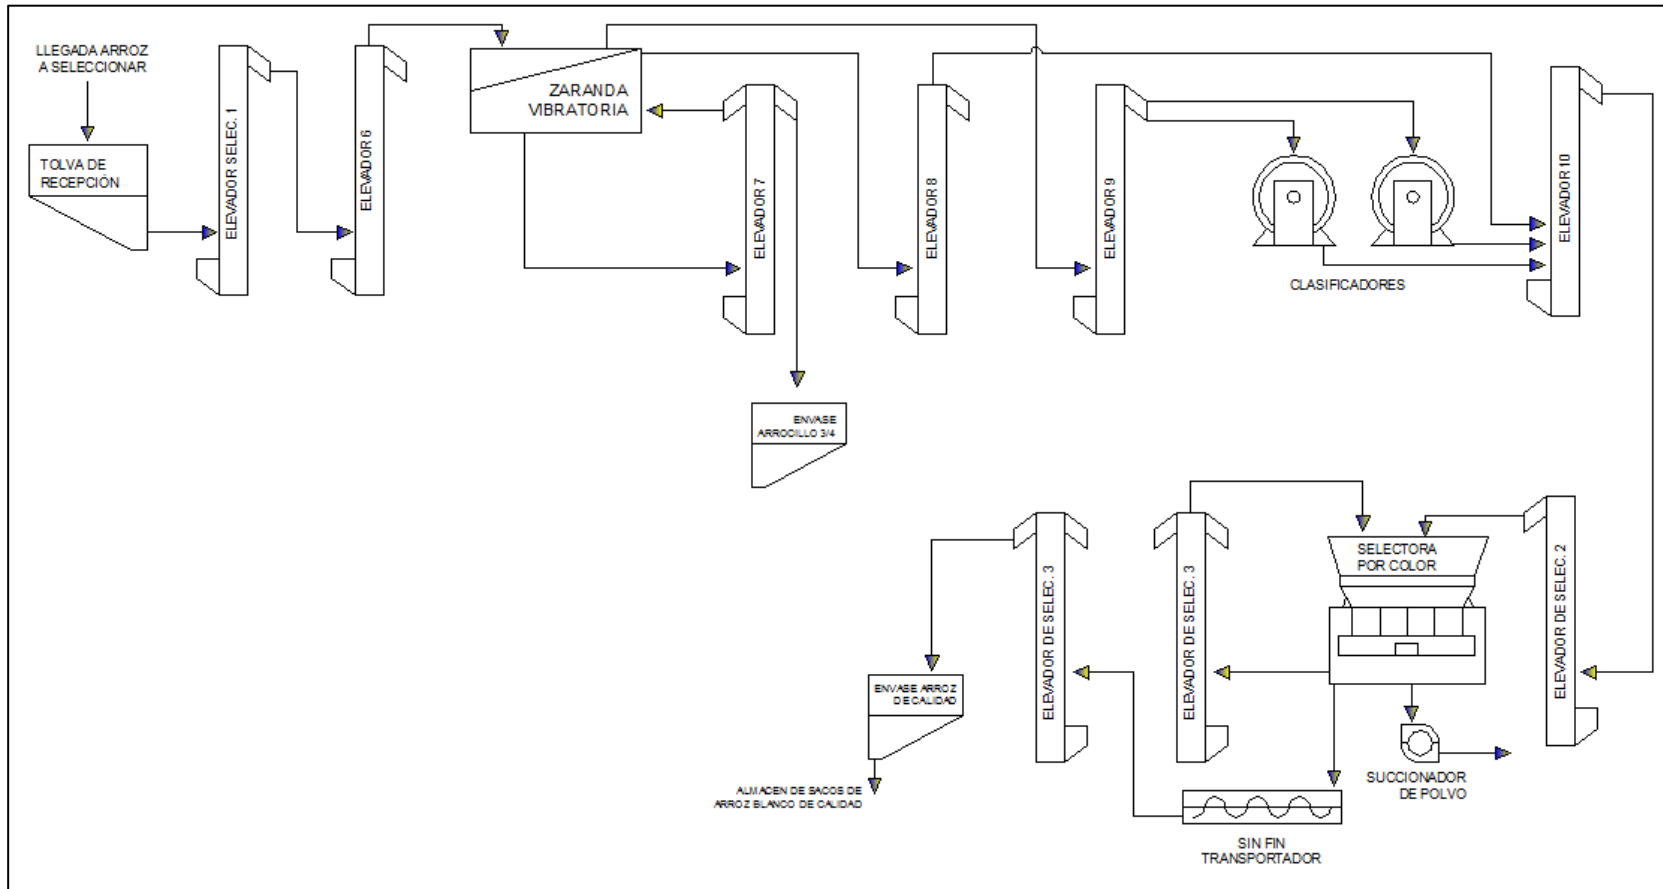 LLEGADA ARROZ
A SELECCIONAR
TOLVA DE
RECEPCIÓN
ELEVADOR SELEC. 1
ELEVADOR 6
ZARANDA
VIBRATORIA
ELEVADOR 7
ELEVADOR 8
ELEVADOR 9
CLASIFICADORES
ELEVADOR 10
ENVASE
ARROCILLO 3/4
SELECTORA
POR COLOR
ELEVADOR DE SELEC. 2
ELEVADOR DE SELEC. 3
ELEVADOR DE SELEC. 3
ENVASE ARROZ
DE CALIDAD
ALMACEN DE SACOS DE
ARROZ BLANCO DE CALIDAD
SUCCIONADOR
DE POLVO
SIN FIN
TRANSPORTADOR